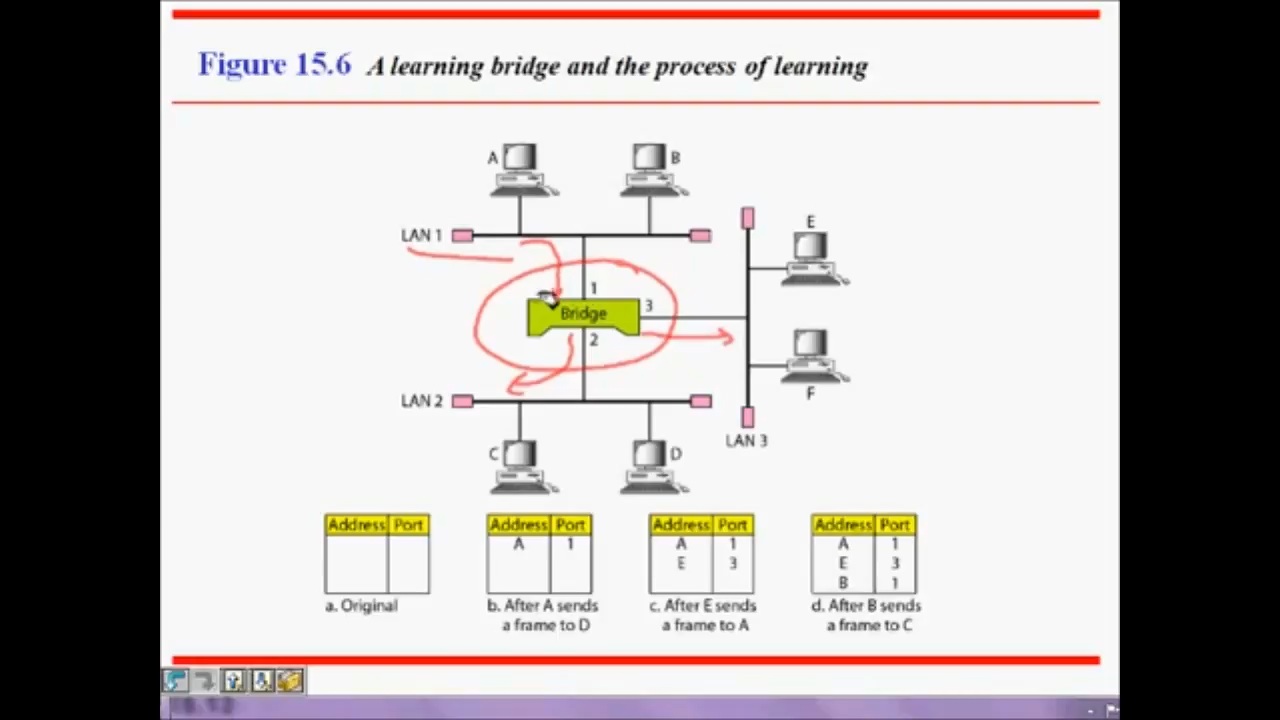 Figure 15.6 A learning bridge and the process of learning
A
B
LAN 1
E
1
3
Bridge
2
LAN 2
F
C
D
LAN 3
Address Port
Address Port
A 1
Address Port
A 1
E 3
Address Port
A 1
E 3
B 1
a. Original
b. After A sends
a frame to D
c. After E sends
a frame to A
d. After B sends
a frame to C